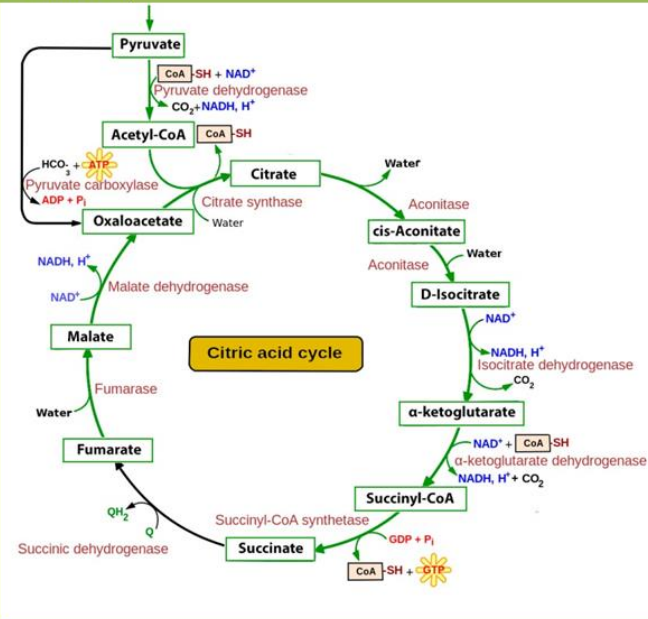 Pyruvate
CoA-SH + NAD⁺
Pyruvate dehydrogenase
CO₂+NADH, H⁺
Acetyl-CoA
CoA-SH
HCO₃⁻ + ATP
Pyruvate carboxylase
ADP + Pᵢ
Oxaloacetate
Citrate
Citrate synthase
Water
Water
Aconitase
cis-Aconitate
Water
Aconitase
D-Isocitrate
NAD⁺
NADH, H⁺
Isocitrate dehydrogenase
CO₂
α-ketoglutarate
NAD⁺ + CoA-SH
α-ketoglutarate dehydrogenase
NADH, H⁺+ CO₂
Succinyl-CoA
Succinyl-CoA synthetase
GDP + Pᵢ
CoA-SH + GTP
Succinate
QH₂
Q
Succinic dehydrogenase
Fumarate
Water
Fumarase
Malate
NADH, H⁺
NAD⁺
Malate dehydrogenase
Citric acid cycle